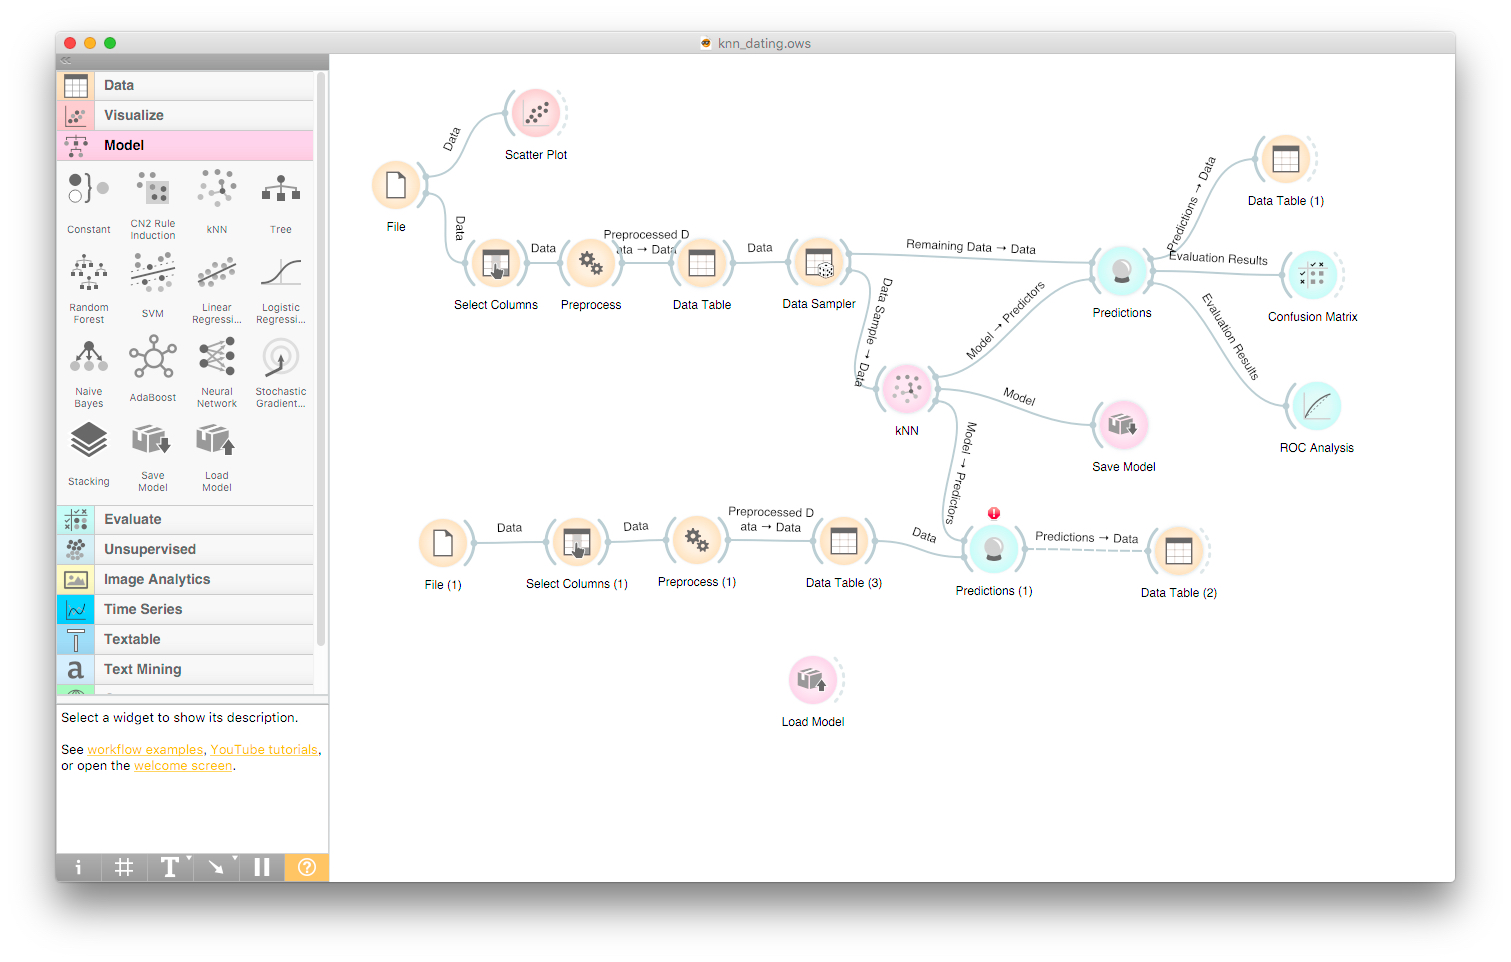 knn_dating.ows
Data
Visualize
Model
Constant
CN2 Rule
Induction
kNN
Tree
Random
Forest
SVM
Linear
Regressi...
Logistic
Regressi...
Naive
Bayes
AdaBoost
Neural
Network
Stochastic
Gradient...
Stacking
Save
Model
Load
Model
Evaluate
Unsupervised
Image Analytics
Time Series
Textable
Text Mining
Select a widget to show its description.
See workflow examples, YouTube tutorials,
or open the welcome screen.
File
Data
Scatter Plot
Data
Select Columns
Data
Preprocess
Preprocessed D
ata → Data
Data Table
Data
Data Sampler
Remaining Data → Data
Data Sample → Data
kNN
Model → Predictors
Predictions
Predictions → Data
Data Table (1)
Evaluation Results
Confusion Matrix
Evaluation Results
ROC Analysis
Model
Save Model
Model → Predictors
File (1)
Data
Select Columns (1)
Data
Preprocess (1)
Preprocessed D
ata → Data
Data Table (3)
Data
Predictions (1)
Predictions → Data
Data Table (2)
Load Model